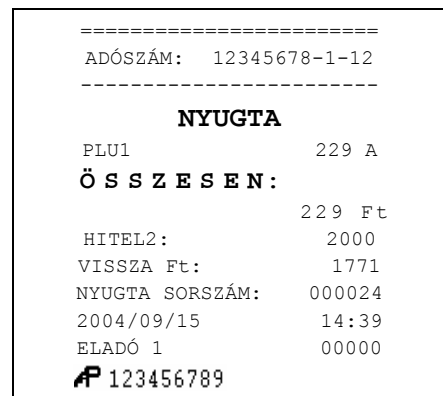 ========================
ADÓSZÁM: 12345678-1-12
------------------------
NYUGTA
PLU1 229 A
ÖSSZESEN:
229 Ft
HITEL2: 2000
VISSZA Ft: 1771
NYUGTA SORSZÁM: 000024
2004/09/15 14:39
ELADÓ 1 00000
AP 123456789